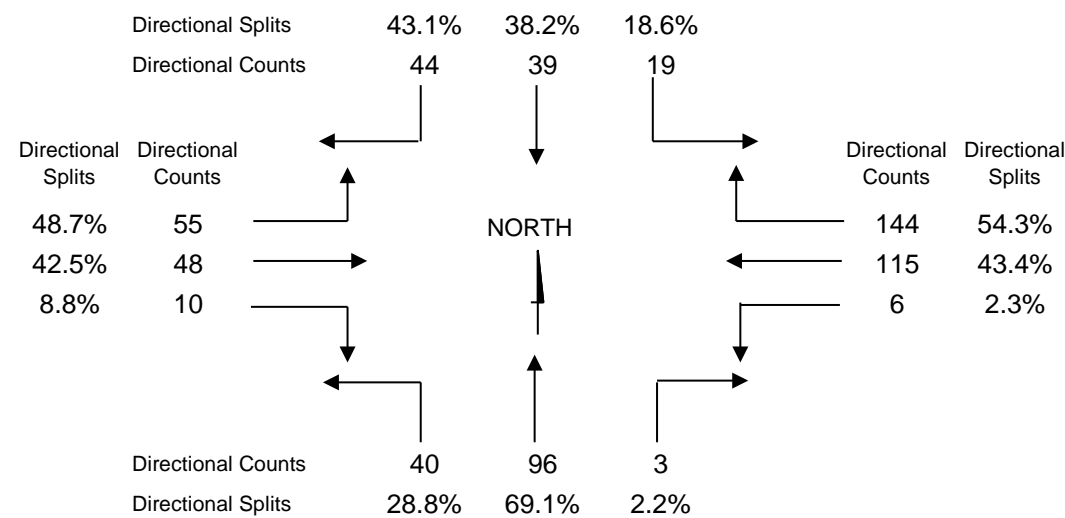 Directional Splits 43.1% 38.2% 18.6%
Directional Counts 44 39 19
Directional Directional Directional Directional
Splits Counts Counts Splits
48.7% 55 NORTH 144 54.3%
42.5% 48 115 43.4%
8.8% 10 6 2.3%
Directional Counts 40 96 3
Directional Splits 28.8% 69.1% 2.2%